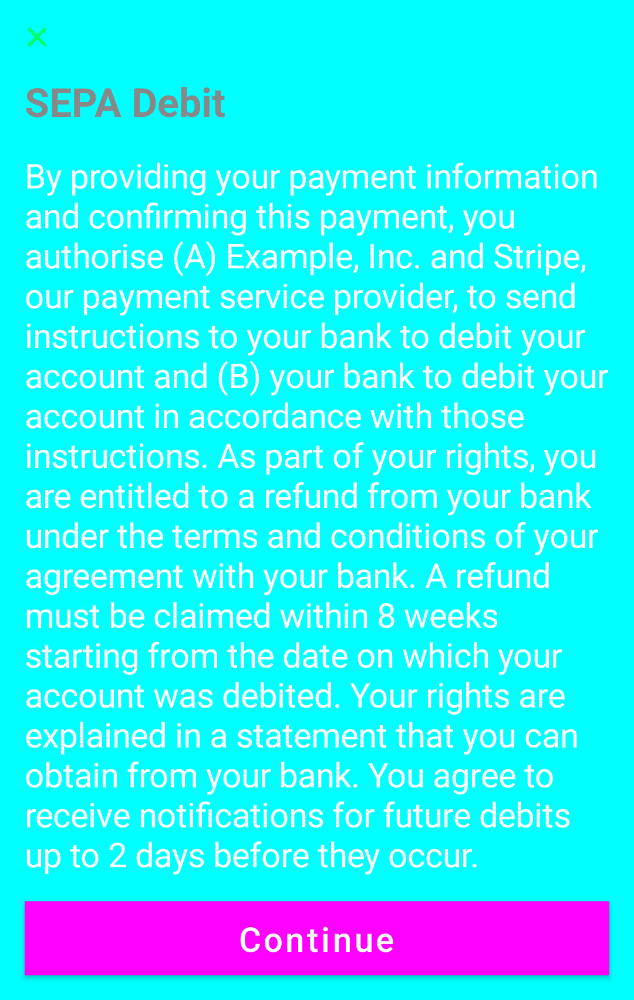 SEPA Debit
By providing your payment information
and confirming this payment, you
authorise (A) Example, Inc. and Stripe,
our payment service provider, to send
instructions to your bank to debit your
account and (B) your bank to debit your
account in accordance with those
instructions. As part of your rights, you
are entitled to a refund from your bank
under the terms and conditions of your
agreement with your bank. A refund
must be claimed within 8 weeks
starting from the date on which your
account was debited. Your rights are
explained in a statement that you can
obtain from your bank. You agree to
receive notifications for future debits
up to 2 days before they occur.
Continue